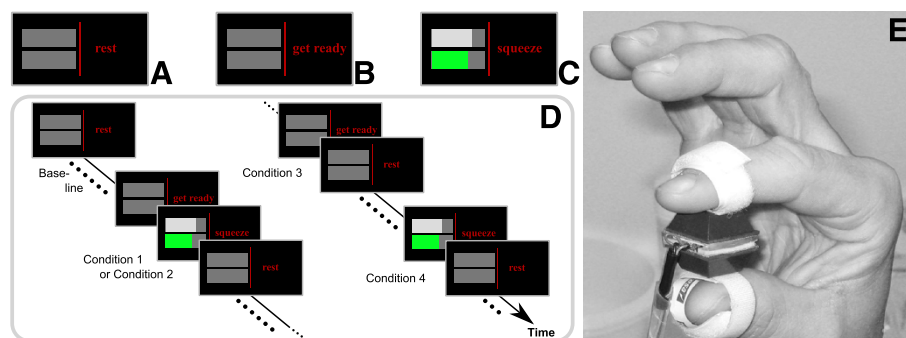 rest
A
get ready
B
squeeze
C
D
rest
Base-
line
get ready
squeeze
Condition 1
or Condition 2
rest
get ready
Condition 3
rest
squeeze
Condition 4
rest
Time
E